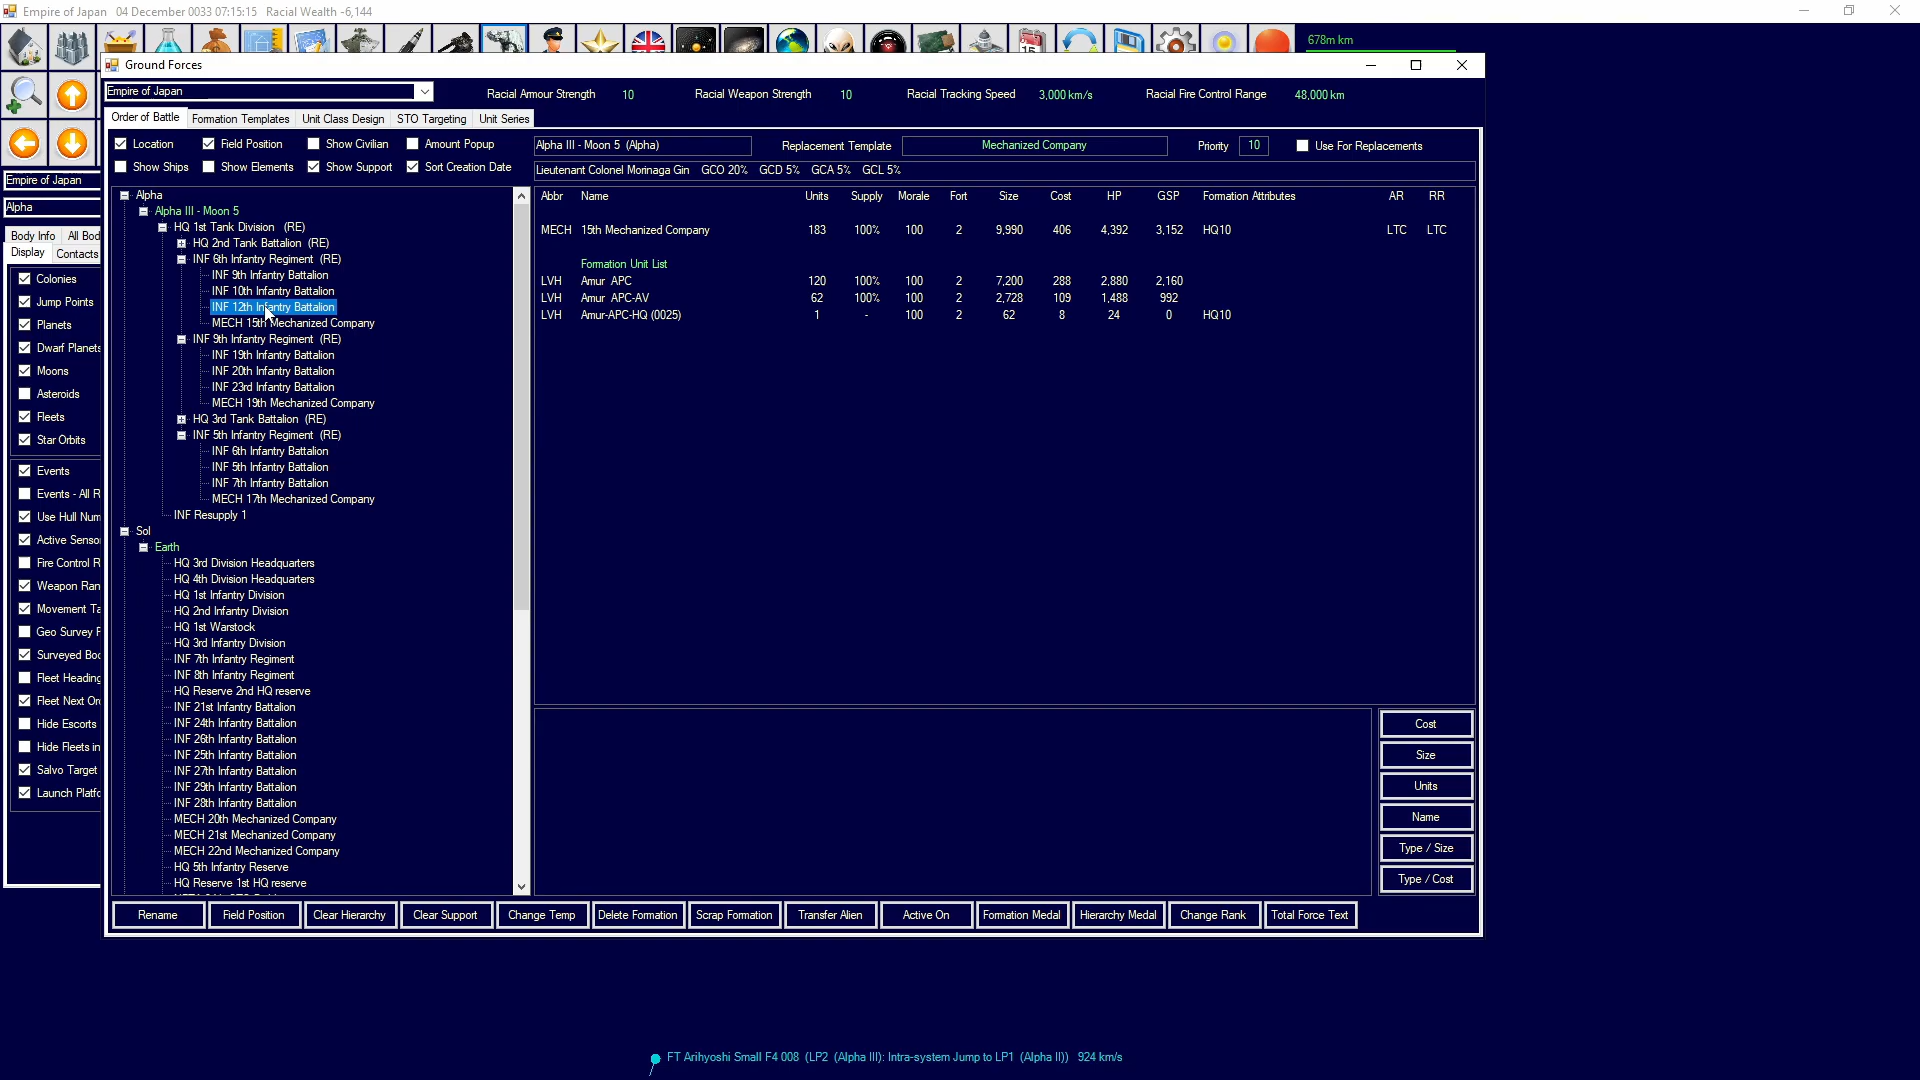 Empire of Japan   04 December 0033 07:15:15   Racial Wealth -6,144
678m km
Ground Forces
Empire of Japan
Racial Armour Strength 10
Racial Weapon Strength 10
Racial Tracking Speed 3,000 km/s
Racial Fire Control Range 48,000 km
Order of Battle
Formation Templates
Unit Class Design
STO Targeting
Unit Series
Location
Field Position
Show Civilian
Amount Popup
Show Ships
Show Elements
Show Support
Sort Creation Date
Alpha III - Moon 5 (Alpha)
Replacement Template
Mechanized Company
Priority 10
Use For Replacements
Lieutenant Colonel Morinaga Gin   GCO 20%   GCD 5%   GCA 5%   GCL 5%
Empire of Japan
Alpha
Body Info
All Bod
Display
Contacts
Colonies
Jump Points
Planets
Dwarf Planets
Moons
Asteroids
Fleets
Star Orbits
Events
Events - All R
Use Hull Num
Active Senso
Fire Control R
Weapon Ran
Movement Ta
Geo Survey P
Surveyed Bod
Fleet Heading
Fleet Next Ord
Hide Escorts
Hide Fleets in
Salvo Target
Launch Platfo
Alpha
Alpha III - Moon 5
HQ 1st Tank Division (RE)
HQ 2nd Tank Battalion (RE)
INF 6th Infantry Regiment (RE)
INF 9th Infantry Battalion
INF 10th Infantry Battalion
INF 12th Infantry Battalion
MECH 15th Mechanized Company
INF 9th Infantry Regiment (RE)
INF 19th Infantry Battalion
INF 20th Infantry Battalion
INF 23rd Infantry Battalion
MECH 19th Mechanized Company
HQ 3rd Tank Battalion (RE)
INF 5th Infantry Regiment (RE)
INF 6th Infantry Battalion
INF 5th Infantry Battalion
INF 7th Infantry Battalion
MECH 17th Mechanized Company
INF Resupply 1
Sol
Earth
HQ 3rd Division Headquarters
HQ 4th Division Headquarters
HQ 1st Infantry Division
HQ 2nd Infantry Division
HQ 1st Warstock
HQ 3rd Infantry Division
INF 7th Infantry Regiment
INF 8th Infantry Regiment
HQ Reserve 2nd HQ reserve
INF 21st Infantry Battalion
INF 24th Infantry Battalion
INF 26th Infantry Battalion
INF 25th Infantry Battalion
INF 27th Infantry Battalion
INF 29th Infantry Battalion
INF 28th Infantry Battalion
MECH 20th Mechanized Company
MECH 21st Mechanized Company
MECH 22nd Mechanized Company
HQ 5th Infantry Reserve
HQ Reserve 1st HQ reserve
Abbr Name Units Supply Morale Fort Size Cost HP GSP Formation Attributes AR RR
MECH 15th Mechanized Company 183 100% 100 2 9,990 406 4,392 3,152 HQ10 LTC LTC
Formation Unit List
LVH Amur APC 120 100% 100 2 7,200 288 2,880 2,160
LVH Amur APC-AV 62 100% 100 2 2,728 109 1,488 992
LVH Amur-APC-HQ (0025) 1 - 100 2 62 8 24 0 HQ10
Cost
Size
Units
Name
Type / Size
Type / Cost
Rename
Field Position
Clear Hierarchy
Clear Support
Change Temp
Delete Formation
Scrap Formation
Transfer Alien
Active On
Formation Medal
Hierarchy Medal
Change Rank
Total Force Text
FT Arihyoshi Small F4 008 (LP2 (Alpha III): Intra-system Jump to LP1 (Alpha II)) 924 km/s